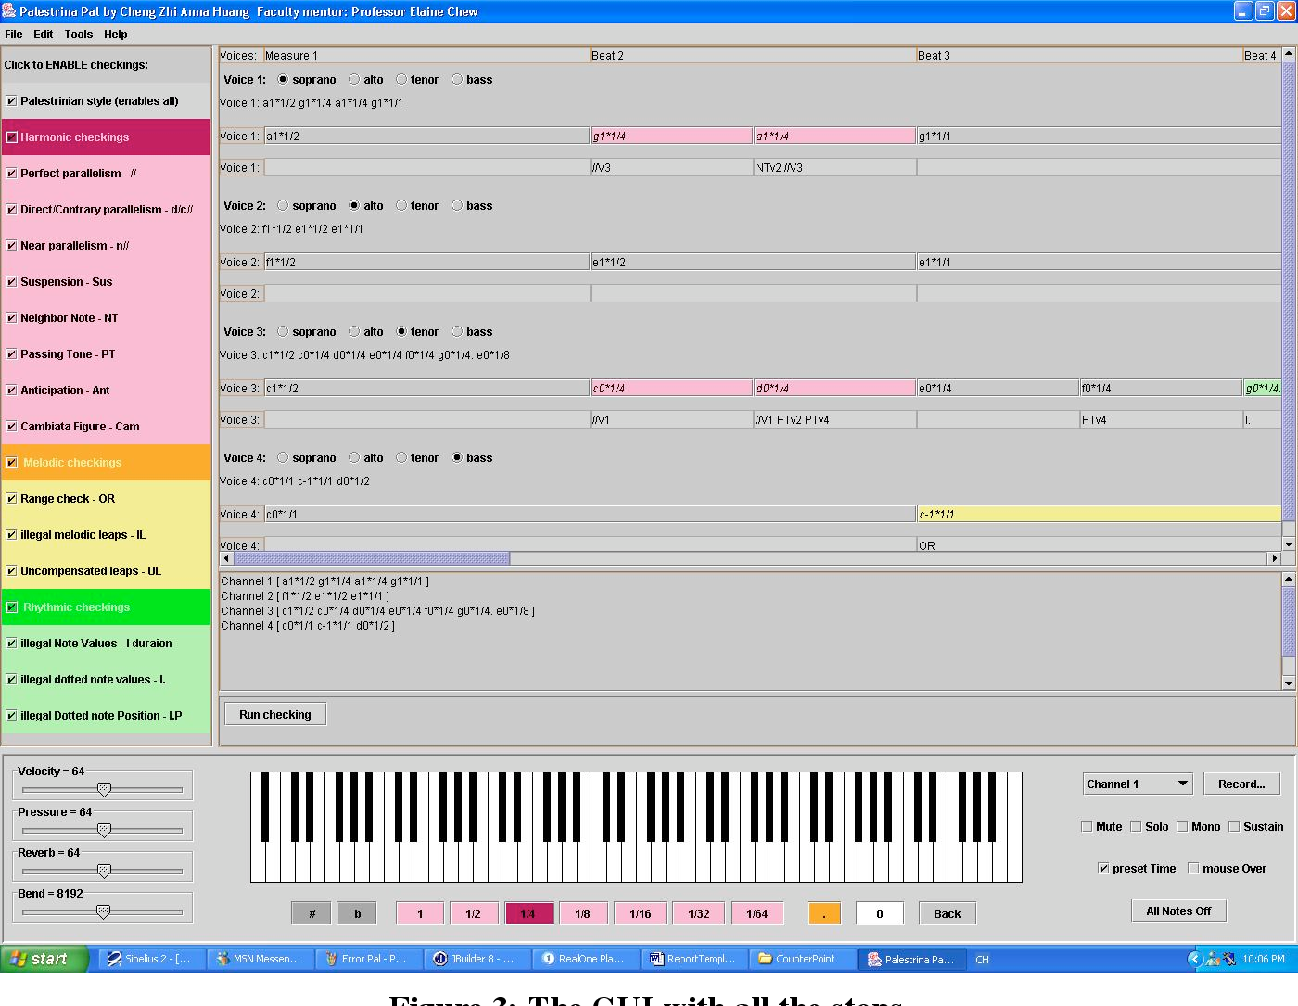 Palestrina Pal by Cheng Zhi Anna Huang Faculty mentor: Professor Elaine Chew
File Edit Tools Help
Click to ENABLE checkings:
Palestrinian style (enables all)
Harmonic checkings
Perfect parallelism - //
Direct/Contrary parallelism - d/c//
Near parallelism - n//
Suspension - Sus
Neighbor Note - NT
Passing Tone - PT
Anticipation - Ant
Cambiata Figure - Cam
Melodic checkings
Range check - OR
illegal melodic leaps - IL
Uncompensated leaps - UL
Rhythmic checkings
illegal Note Values - I duraion
illegal dotted note values - I.
illegal Dotted note Position - I.P
Voices: Measure 1 Beat 2 Beat 3 Beat 4
Voice 1: soprano alto tenor bass
Voice 1: a1*1/2 g1*1/4 a1*1/4 g1*1/1
Voice 1: a1*1/2 g1*1/4 a1*1/4 g1*1/1
Voice 1: //V3 NTv2 //V3
Voice 2: soprano alto tenor bass
Voice 2: f1*1/2 e1*1/2 e1*1/1
Voice 2: f1*1/2 e1*1/2 e1*1/1
Voice 2:
Voice 3: soprano alto tenor bass
Voice 3: c1*1/2 c0*1/4 d0*1/4 e0*1/4 f0*1/4 g0*1/4. e0*1/8
Voice 3: c1*1/2 c0*1/4 d0*1/4 e0*1/4 f0*1/4 g0*1/4.
Voice 3: //V1 //V1 PTv2 PTv4 PTv4 I.
Voice 4: soprano alto tenor bass
Voice 4: c0*1/1 c-1*1/1 d0*1/2
Voice 4: c0*1/1 c-1*1/1
Voice 4: OR
Channel 1 [ a1*1/2 g1*1/4 a1*1/4 g1*1/1 ]
Channel 2 [ f1*1/2 e1*1/2 e1*1/1 ]
Channel 3 [ c1*1/2 c0*1/4 d0*1/4 e0*1/4 f0*1/4 g0*1/4. e0*1/8 ]
Channel 4 [ c0*1/1 c-1*1/1 d0*1/2 ]
Run checking
Velocity = 64
Pressure = 64
Reverb = 64
Bend = 8192
# b 1 1/2 1/4 1/8 1/16 1/32 1/64 . 0 Back
Channel 1 Record...
Mute Solo Mono Sustain
preset Time mouse Over
All Notes Off
start Sibelius 2 - [... MSN Messen... Error Pal - P... JBuilder 8 - ... RealOne Pla... ReportTempl... CounterPoint Palestrina Pa... CH 10:06 PM
Figure 3: The GUI with all the steps